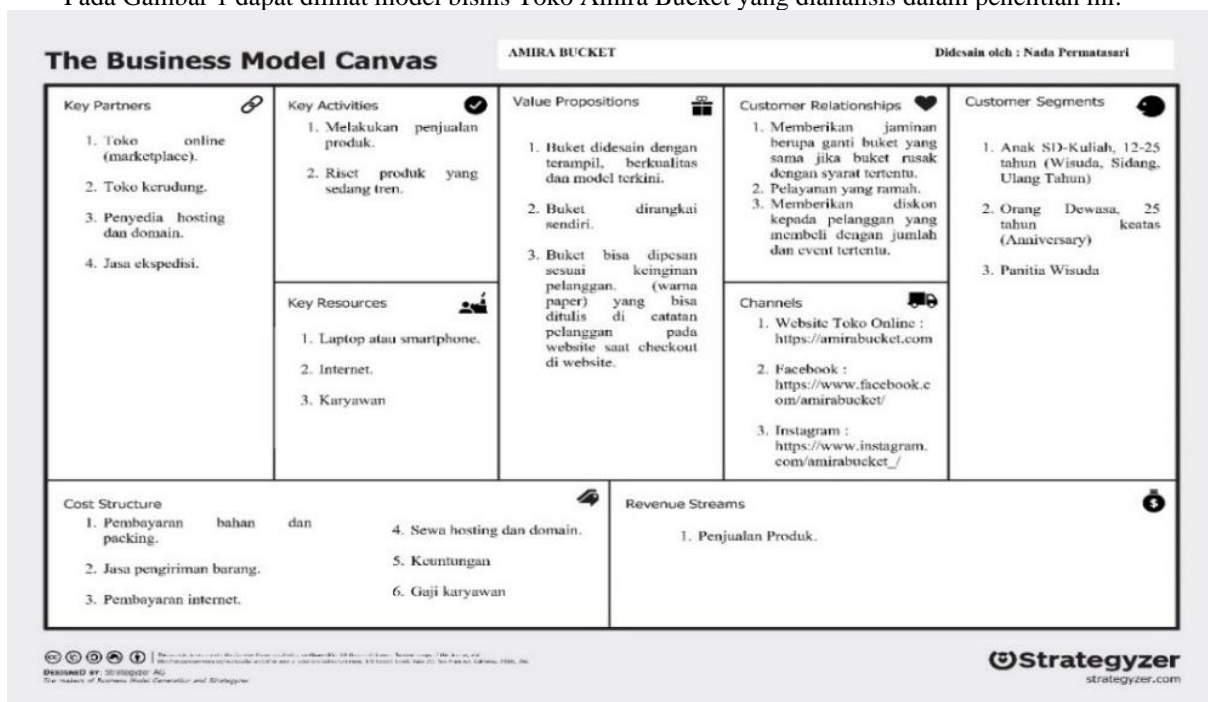 Pada Gambar 1 dapat dilihat model bisnis Toko Amira Bucket yang dianalisis dalam penelitian ini.
The Business Model Canvas
AMIRA BUCKET
Didesain oleh : Nada Permatasari
Key Partners
1. Toko online
(marketplace).
2. Toko kerudung.
3. Penyedia hosting
dan domain.
4. Jasa ekspedisi.
Key Activities
1. Melakukan penjualan
produk.
2. Riset produk yang
sedang tren.
Key Resources
1. Laptop atau smartphone.
2. Internet.
3. Karyawan
Value Propositions
1. Buket didesain dengan
terampil, berkualitas
dan model terkini.
2. Buket dirangkai
sendiri.
3. Buket bisa dipesan
sesuai keinginan
pelanggan. (warna
paper) yang bisa
ditulis di catatan
pelanggan pada
website saat checkout
di website.
Customer Relationships
1. Memberikan jaminan
berupa ganti buket yang
sama jika buket rusak
dengan syarat tertentu.
2. Pelayanan yang ramah.
3. Memberikan diskon
kepada pelanggan yang
membeli dengan jumlah
dan event tertentu.
Channels
1. Website Toko Online :
https://amirabucket.com
2. Facebook :
https://www.facebook.c
om/amirabucket/
3. Instagram :
https://www.instagram.
com/amirabucket_/
Customer Segments
1. Anak SD-Kuliah, 12-25
tahun (Wisuda, Sidang,
Ulang Tahun)
2. Orang Dewasa, 25
tahun keatas
(Anniversary)
3. Panitia Wisuda
Cost Structure
1. Pembayaran bahan dan
packing.
2. Jasa pengiriman barang.
3. Pembayaran internet.
4. Sewa hosting dan domain.
5. Keuntungan
6. Gaji karyawan
Revenue Streams
1. Penjualan Produk.
DESIGNED BY: Strategyzer AG
The makers of Business Model Generation and Strategyzer
Strategyzer
strategyzer.com